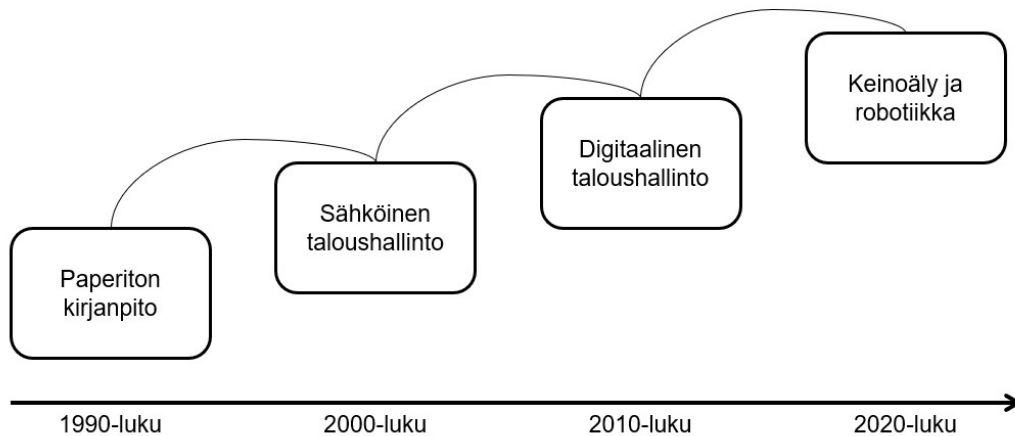 Paperiton
kirjanpito
Sähköinen
taloushallinto
Digitaalinen
taloushallinto
Keinoäly ja
robotiikka
1990-luku
2000-luku
2010-luku
2020-luku